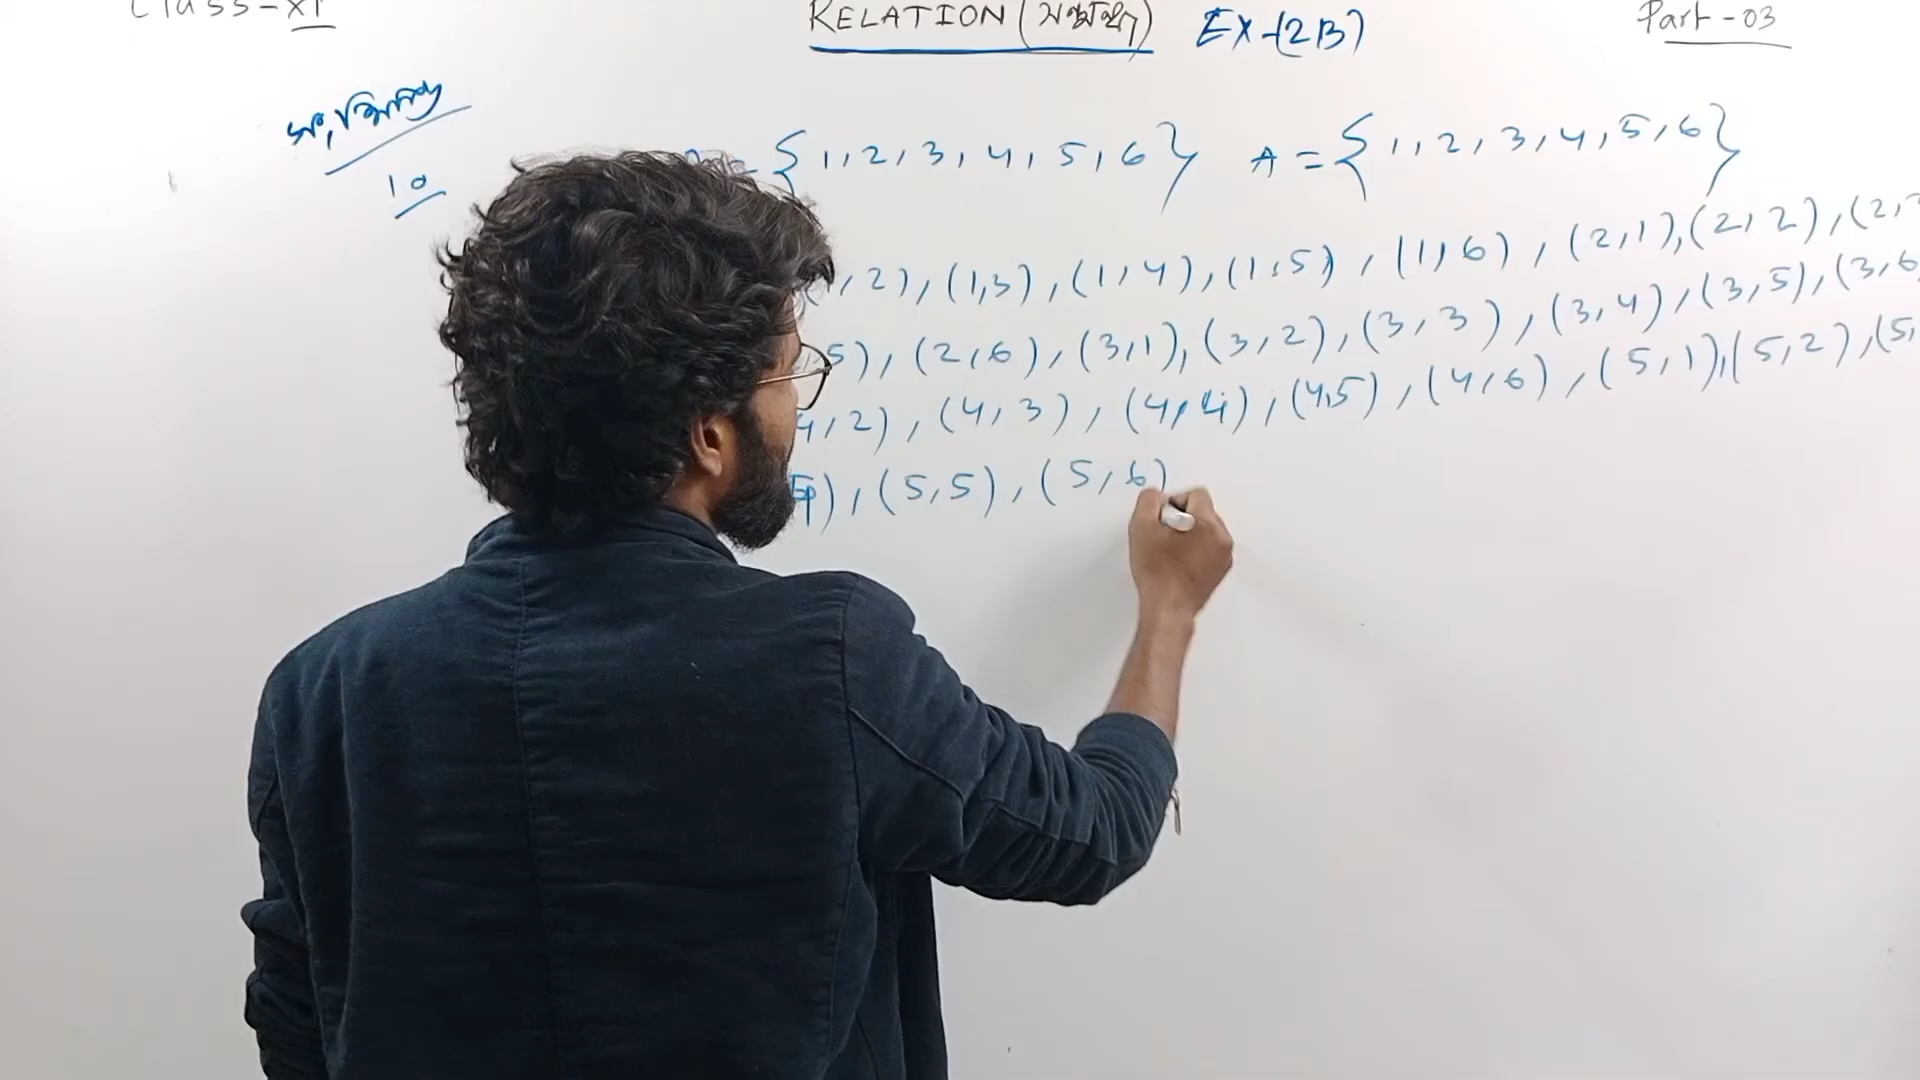 Class-XI RELATION (সম্বন্ধ) EX-(2B) Part-03
10
= {1,2,3,4,5,6} A = {1,2,3,4,5,6}
,2),(1,3),(1,4),(1,5),(1,6),(2,1),(2,2),(2,
5),(2,6),(3,1),(3,2),(3,3),(3,4),(3,5),(3,6
4,2),(4,3),(4,4),(4,5),(4,6),(5,1),(5,2),(5,
),(5,5),(5,6)